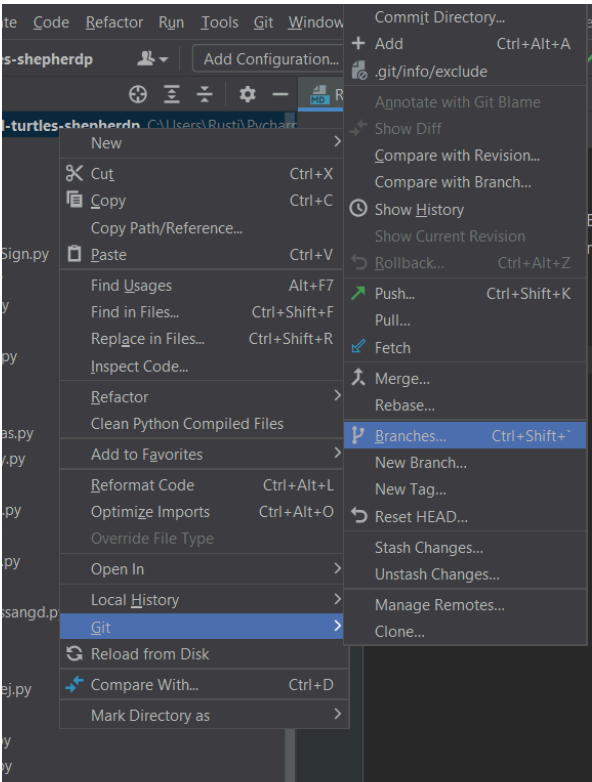 te Code Refactor Run Tools Git Window
s-shepherdp Add Configuration...
MD R
l-turtles-shepherdp C:\Users\Rusti\Pycharm
Sign.py
y
py
as.py
y.py
.py
.py
ssangd.p
ej.py
y
py
New
Cut Ctrl+X
Copy Ctrl+C
Copy Path/Reference...
Paste Ctrl+V
Find Usages Alt+F7
Find in Files... Ctrl+Shift+F
Replace in Files... Ctrl+Shift+R
Inspect Code...
Refactor
Clean Python Compiled Files
Add to Favorites
Reformat Code Ctrl+Alt+L
Optimize Imports Ctrl+Alt+O
Override File Type
Open In
Local History
Git
Reload from Disk
Compare With... Ctrl+D
Mark Directory as
Commit Directory...
Add Ctrl+Alt+A
.git/info/exclude
Annotate with Git Blame
Show Diff
Compare with Revision...
Compare with Branch...
Show History
Show Current Revision
Rollback... Ctrl+Alt+Z
Push... Ctrl+Shift+K
Pull...
Fetch
Merge...
Rebase...
Branches... Ctrl+Shift+`
New Branch...
New Tag...
Reset HEAD...
Stash Changes...
Unstash Changes...
Manage Remotes...
Clone...